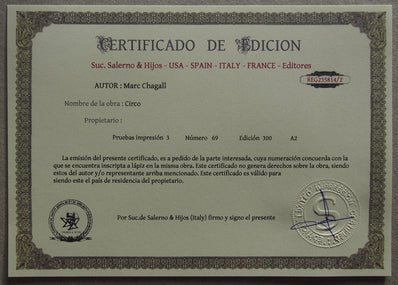 CERTIFICADO DE EDICION
Suc. Salerno & Hijos - USA - SPAIN - ITALY - FRANCE - Editores
REG235814/2
AUTOR : Marc Chagall
Nombre de la obra : Circo
Propietario :
Pruebas impresión 3 Número 69 Edición 300 A2
La emisión del presente certificado, es a pedido de la parte interesada, cuya numeración concuerda con la
que se encuentra inscripta a lápiz en la misma obra. Este certificado no genera derechos sobre la obra, siendo
estos del autor y/o representante arriba mencionado. Este certificado es válido para
siendo este el país de residencia del propietario.
Por Suc.de Salerno & Hijos (Italy) firmo y signo el presente